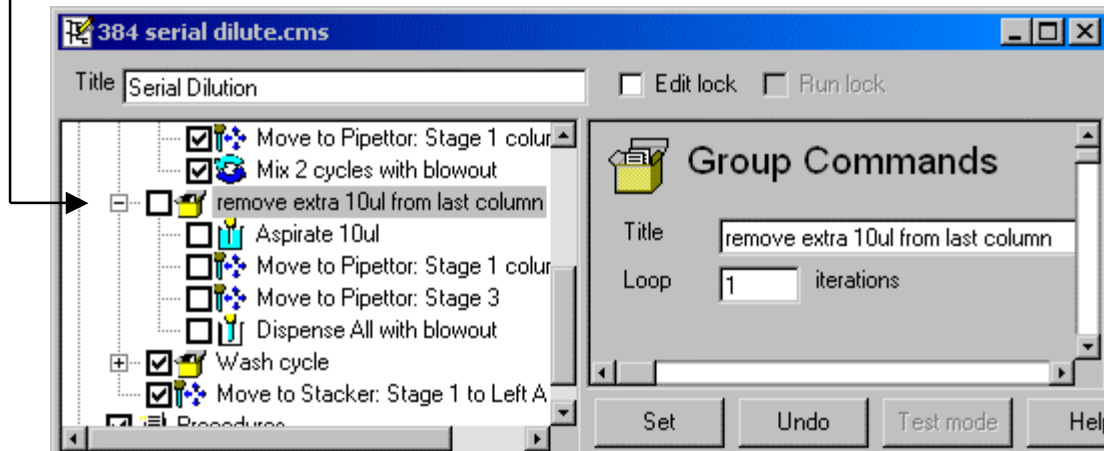 384 serial dilute.cms
Title Serial Dilution
Edit lock Run lock
Move to Pipettor: Stage 1 colur
Mix 2 cycles with blowout
remove extra 10ul from last column
Aspirate 10ul
Move to Pipettor: Stage 1 colur
Move to Pipettor: Stage 3
Dispense All with blowout
Wash cycle
Move to Stacker: Stage 1 to Left A
Procedures
Group Commands
Title remove extra 10ul from last column
Loop 1 iterations
Set Undo Test mode Help